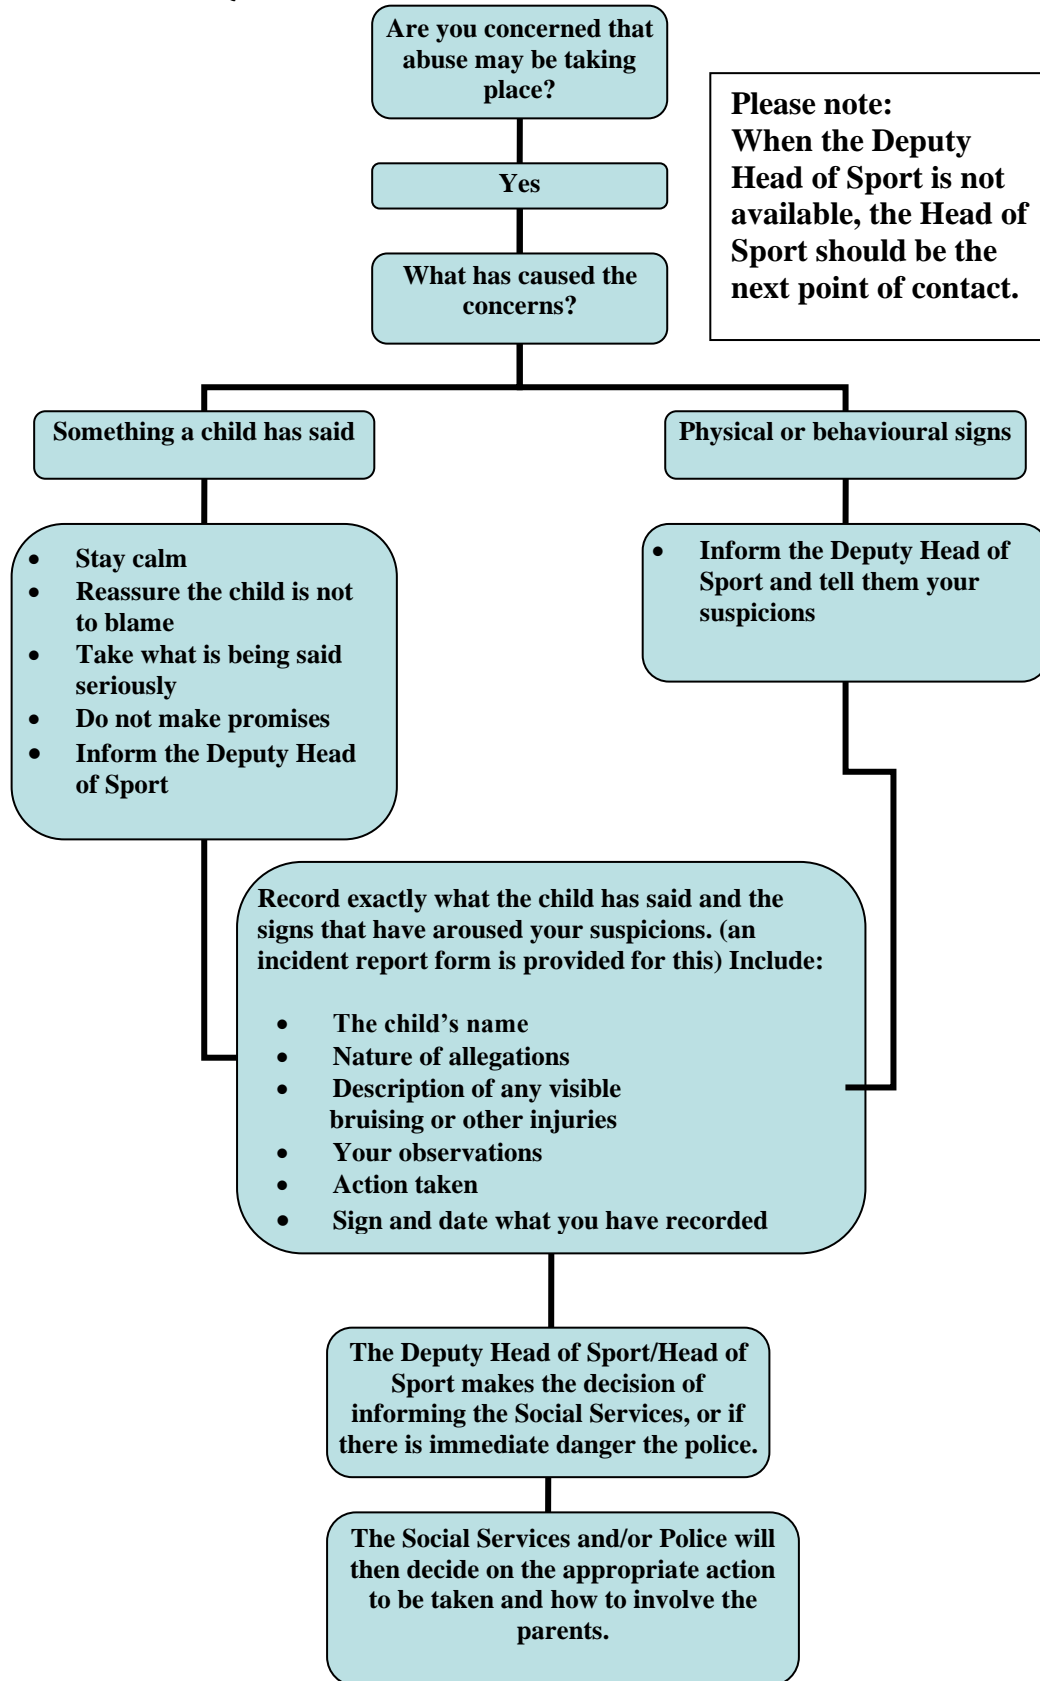 Are you concerned that
abuse may be taking
place?
Please note:
When the Deputy
Head of Sport is not
available, the Head of
Sport should be the
next point of contact.
Yes
What has caused the
concerns?
Something a child has said
Physical or behavioural signs
• Stay calm
• Reassure the child is not
to blame
• Take what is being said
seriously
• Do not make promises
• Inform the Deputy Head
of Sport
• Inform the Deputy Head of
Sport and tell them your
suspicions
Record exactly what the child has said and the
signs that have aroused your suspicions. (an
incident report form is provided for this) Include:
• The child’s name
• Nature of allegations
• Description of any visible
bruising or other injuries
• Your observations
• Action taken
• Sign and date what you have recorded
The Deputy Head of Sport/Head of
Sport makes the decision of
informing the Social Services, or if
there is immediate danger the police.
The Social Services and/or Police will
then decide on the appropriate action
to be taken and how to involve the
parents.